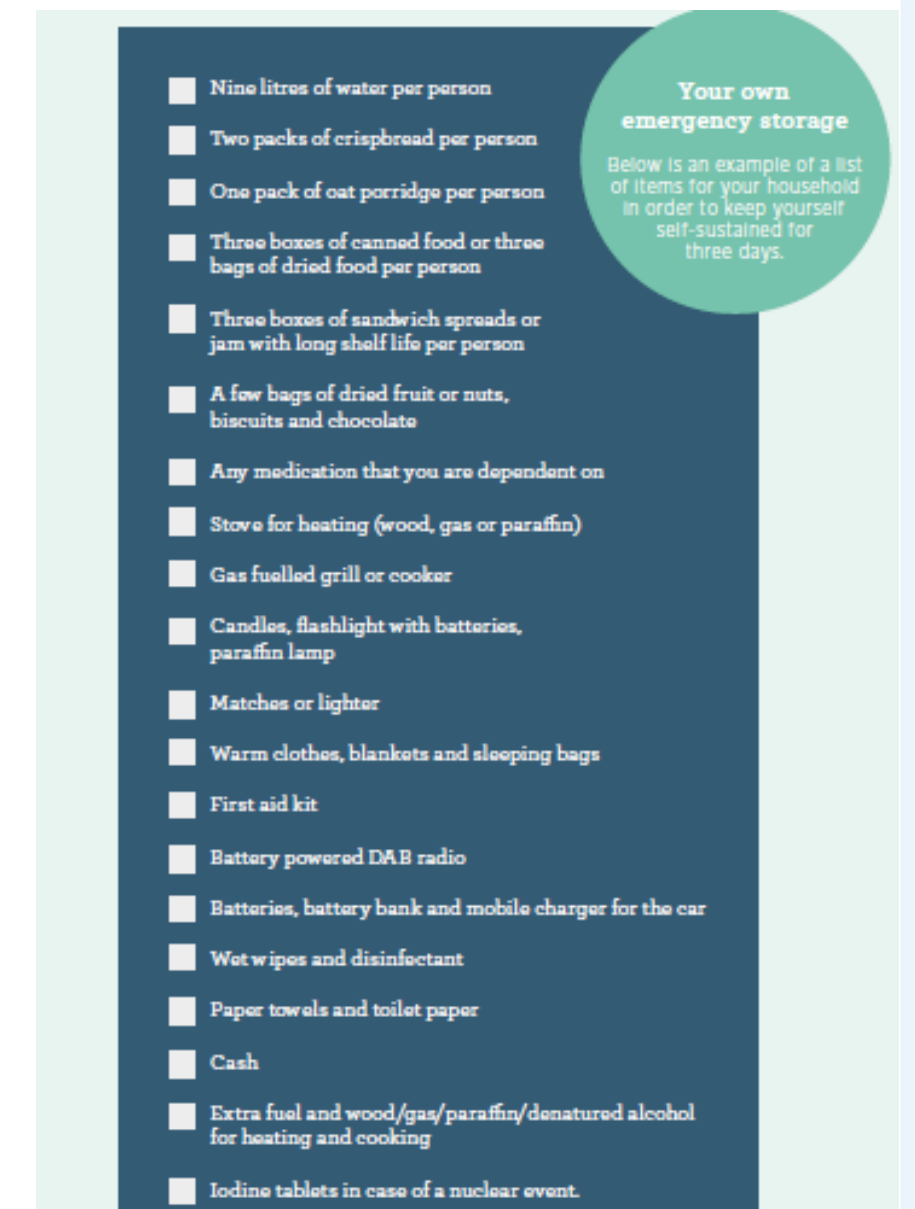 Your own
emergency storage
Below is an example of a list
of items for your household
in order to keep yourself
self-sustained for
three days.
Nine litres of water per person
Two packs of crispbread per person
One pack of oat porridge per person
Three boxes of canned food or three
bags of dried food per person
Three boxes of sandwich spreads or
jam with long shelf life per person
A few bags of dried fruit or nuts,
biscuits and chocolate
Any medication that you are dependent on
Stove for heating (wood, gas or paraffin)
Gas fuelled grill or cooker
Candles, flashlight with batteries,
paraffin lamp
Matches or lighter
Warm clothes, blankets and sleeping bags
First aid kit
Battery powered DAB radio
Batteries, battery bank and mobile charger for the car
Wet wipes and disinfectant
Paper towels and toilet paper
Cash
Extra fuel and wood/gas/paraffin/denatured alcohol
for heating and cooking
Iodine tablets in case of a nuclear event.